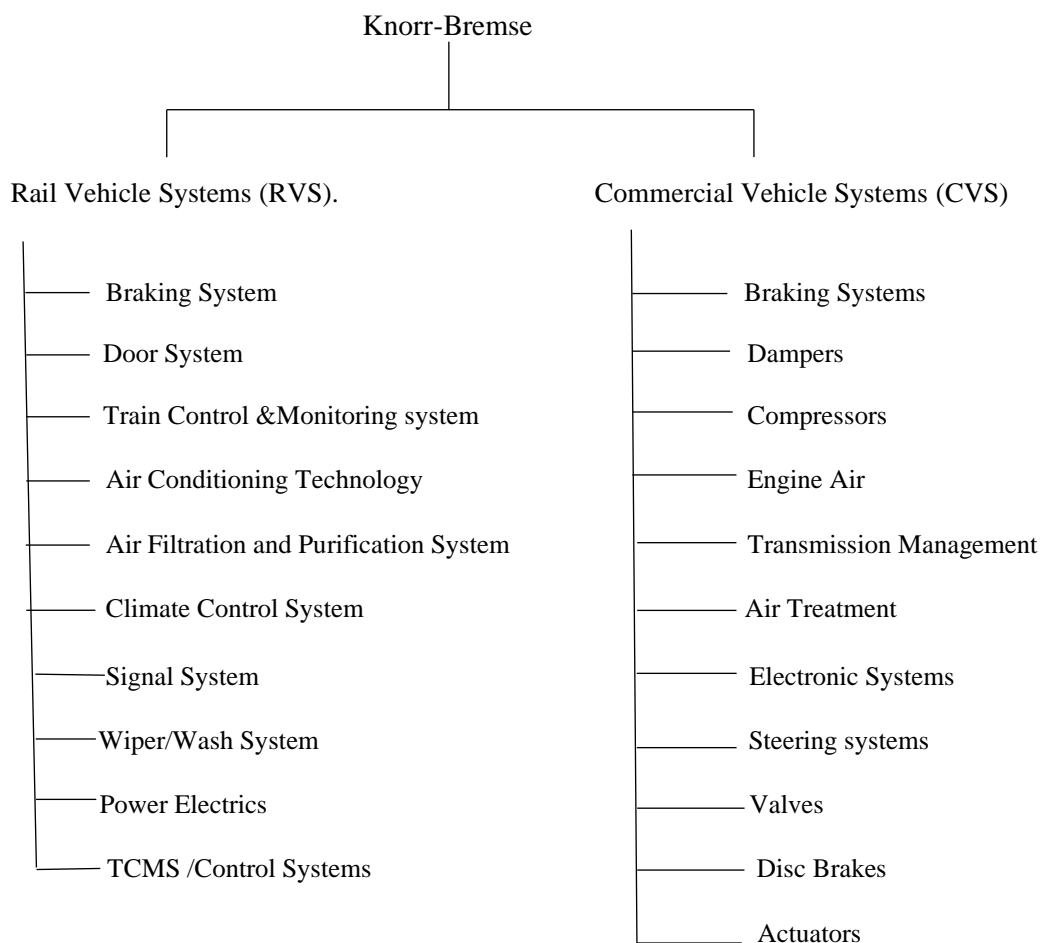 Knorr-Bremse
Rail Vehicle Systems (RVS).
Braking System
Door System
Train Control &Monitoring system
Air Conditioning Technology
Air Filtration and Purification System
Climate Control System
Signal System
Wiper/Wash System
Power Electrics
TCMS /Control Systems
Commercial Vehicle Systems (CVS)
Braking Systems
Dampers
Compressors
Engine Air
Transmission Management
Air Treatment
Electronic Systems
Steering systems
Valves
Disc Brakes
Actuators